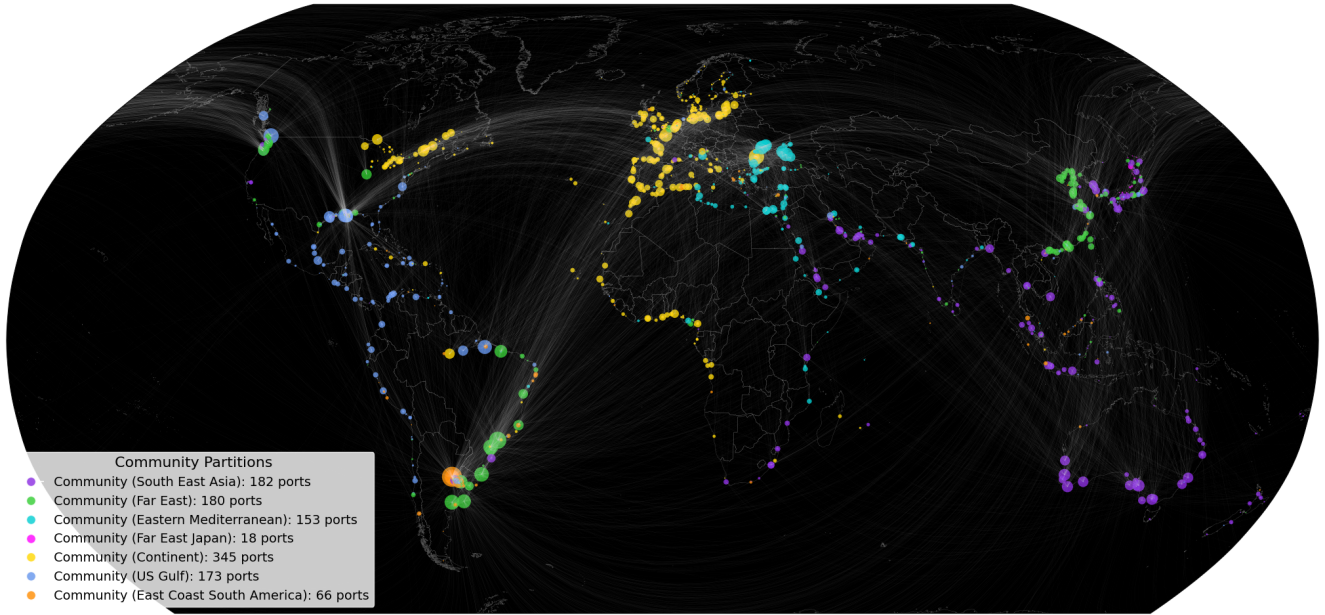 Community Partitions
Community (South East Asia): 182 ports
Community (Far East): 180 ports
Community (Eastern Mediterranean): 153 ports
Community (Far East Japan): 18 ports
Community (Continent): 345 ports
Community (US Gulf): 173 ports
Community (East Coast South America): 66 ports